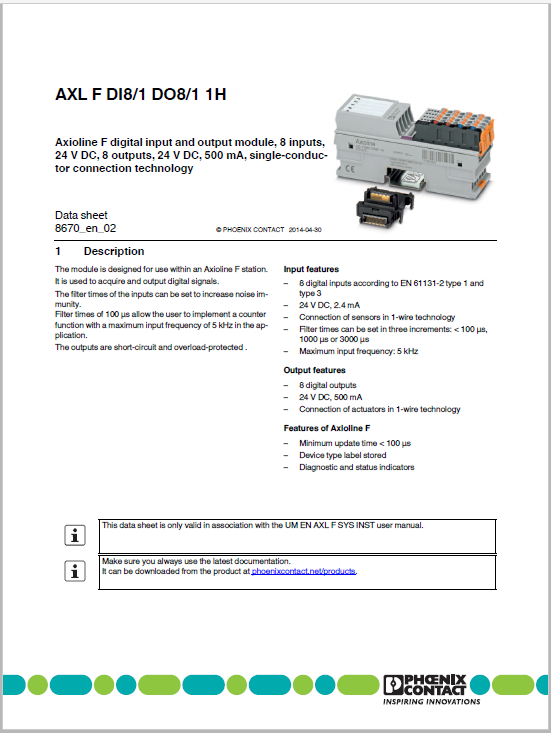 AXL F DI8/1 DO8/1 1H
Axioline F digital input and output module, 8 inputs,
24 V DC, 8 outputs, 24 V DC, 500 mA, single-conduc-
tor connection technology
Data sheet
8670_en_02
© PHOENIX CONTACT 2014-04-30
1 Description
The module is designed for use within an Axioline F station.
It is used to acquire and output digital signals.
The filter times of the inputs can be set to increase noise im-
munity.
Filter times of 100 µs allow the user to implement a counter
function with a maximum input frequency of 5 kHz in the ap-
plication.
The outputs are short-circuit and overload-protected .
Input features
– 8 digital inputs according to EN 61131-2 type 1 and
type 3
– 24 V DC, 2.4 mA
– Connection of sensors in 1-wire technology
– Filter times can be set in three increments: < 100 µs,
1000 µs or 3000 µs
– Maximum input frequency: 5 kHz
Output features
– 8 digital outputs
– 24 V DC, 500 mA
– Connection of actuators in 1-wire technology
Features of Axioline F
– Minimum update time < 100 µs
– Device type label stored
– Diagnostic and status indicators
This data sheet is only valid in association with the UM EN AXL F SYS INST user manual.
Make sure you always use the latest documentation.
It can be downloaded from the product at phoenixcontact.net/products.
PHŒNIX
CONTACT
INSPIRING INNOVATIONS